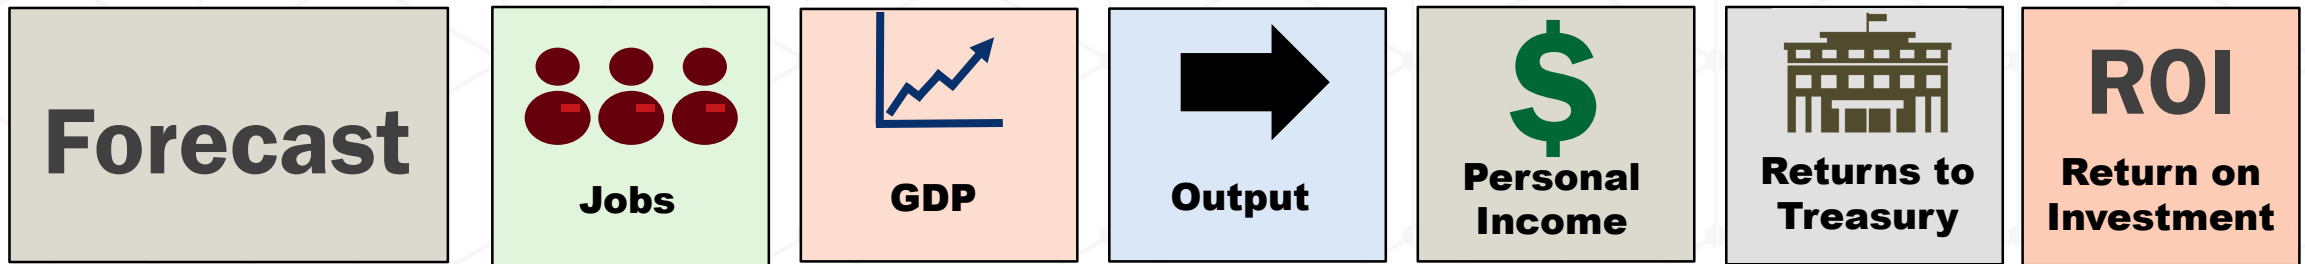 Forecast
Jobs
GDP
Output
$
Personal
Income
Returns to
Treasury
ROI
Return on
Investment